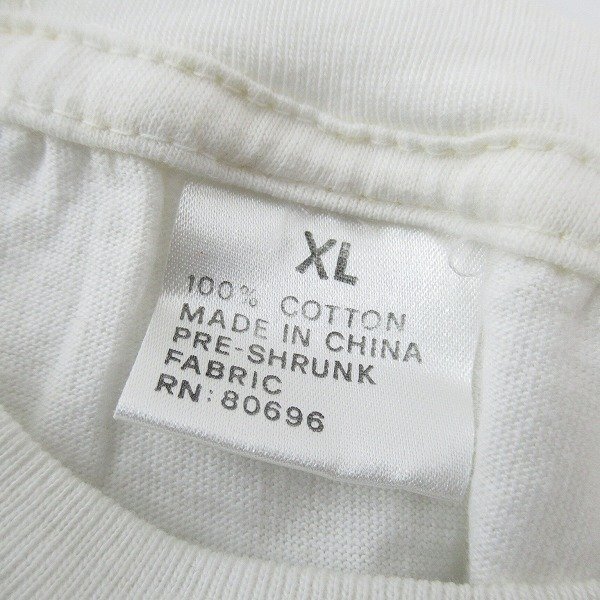 XL
100% COTTON
MADE IN CHINA
PRE-SHRUNK
FABRIC
RN: 80696